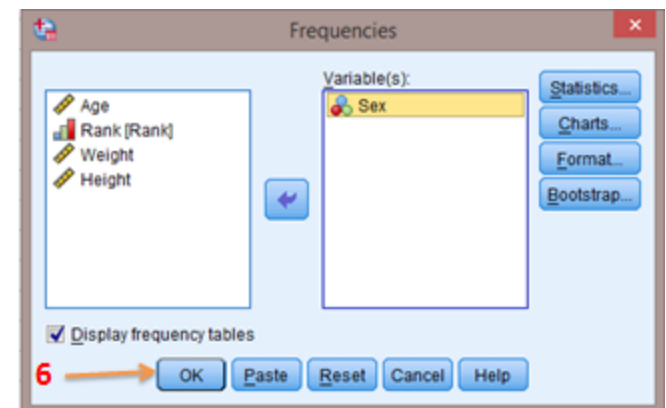 Frequencies
Variable(s):
Age
Rank [Rank]
Weight
Height
Sex
Statistics...
Charts...
Format...
Bootstrap...
Display frequency tables
6
OK Paste Reset Cancel Help